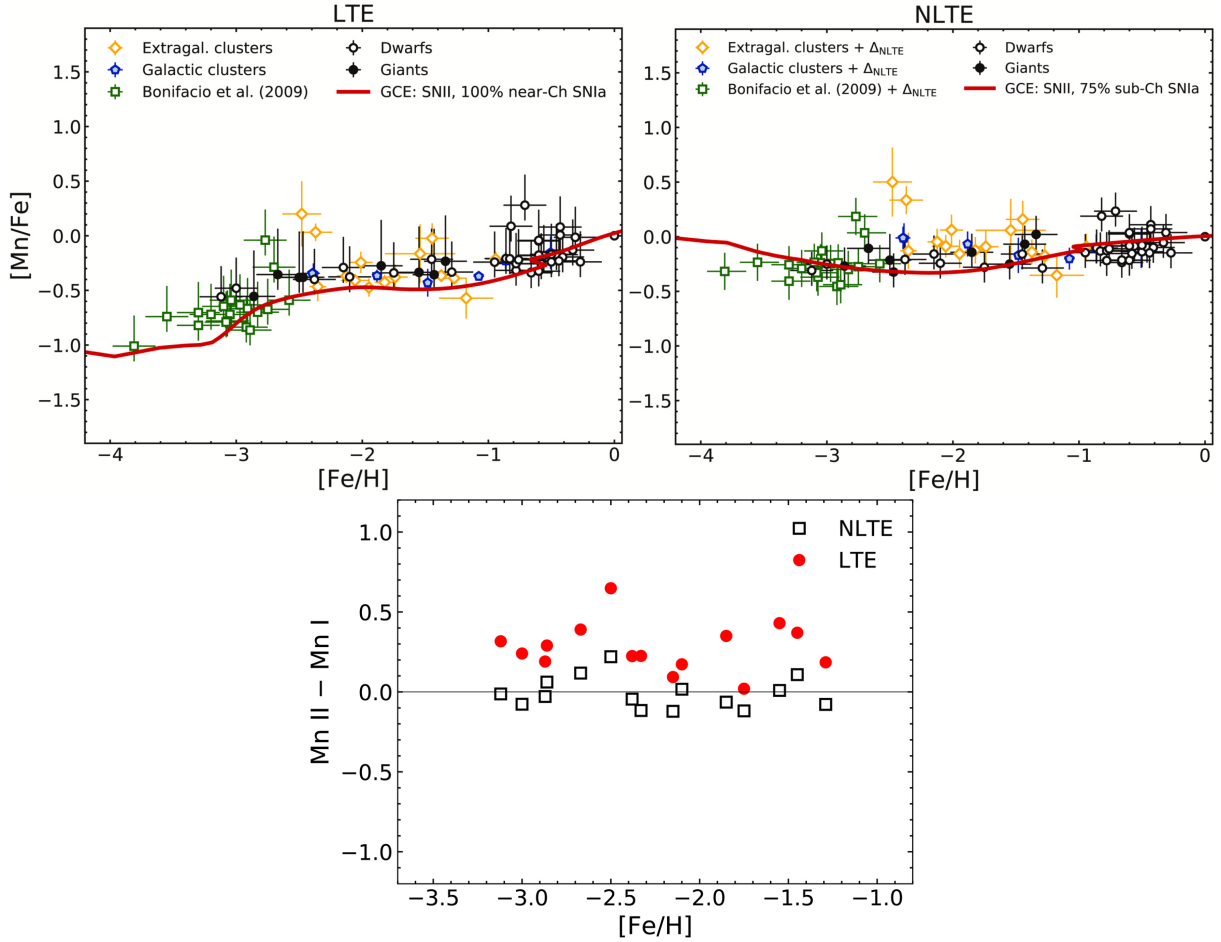 LTE
Extragal. clusters
Galactic clusters
Bonifacio et al. (2009)
Dwarfs
Giants
GCE: SNII, 100% near-Ch SNIa
1.5
1.0
0.5
0.0
−0.5
−1.0
−1.5
[Mn/Fe]
−4
−3
−2
−1
0
[Fe/H]
NLTE
Extragal. clusters + ΔNLTE
Galactic clusters + ΔNLTE
Bonifacio et al. (2009) + ΔNLTE
Dwarfs
Giants
GCE: SNII, 75% sub-Ch SNIa
1.5
1.0
0.5
0.0
−0.5
−1.0
−1.5
−4
−3
−2
−1
0
[Fe/H]
NLTE
LTE
1.0
0.5
0.0
−0.5
−1.0
Mn II − Mn I
−3.5
−3.0
−2.5
−2.0
−1.5
−1.0
[Fe/H]